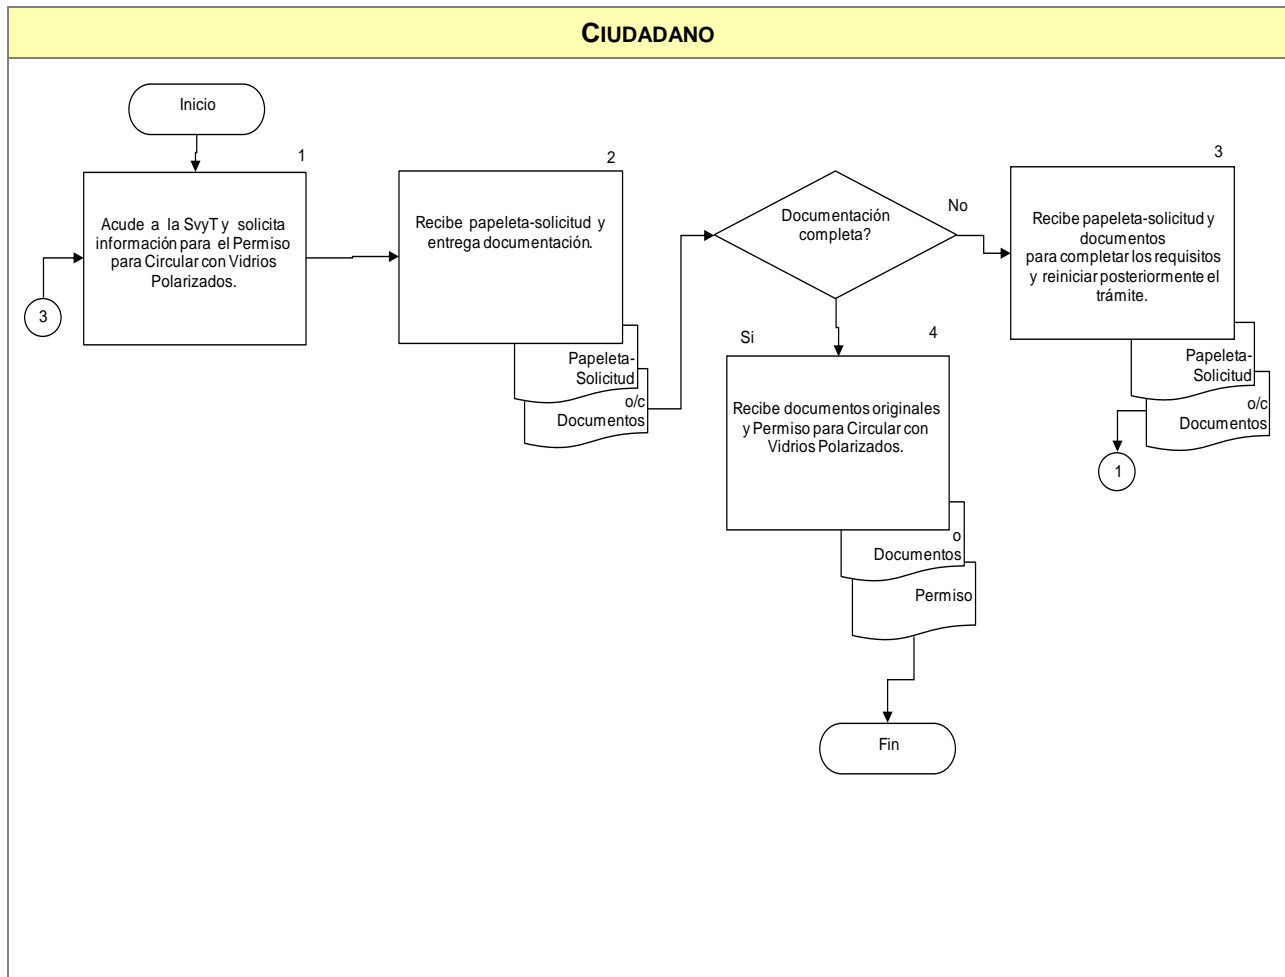 CIUDADANO
Inicio
1
Acude a la SvyT y solicita
información para el Permiso
para Circular con Vidrios
Polarizados.
3
2
Recibe papeleta-solicitud y
entrega documentación.
Papeleta-
Solicitud
o/c
Documentos
Documentación
completa?
No
Si
3
Recibe papeleta-solicitud y
documentos
para completar los requisitos
y reiniciar posteriormente el
trámite.
Papeleta-
Solicitud
o/c
Documentos
1
4
Recibe documentos originales
y Permiso para Circular con
Vidrios Polarizados.
o
Documentos
Permiso
Fin